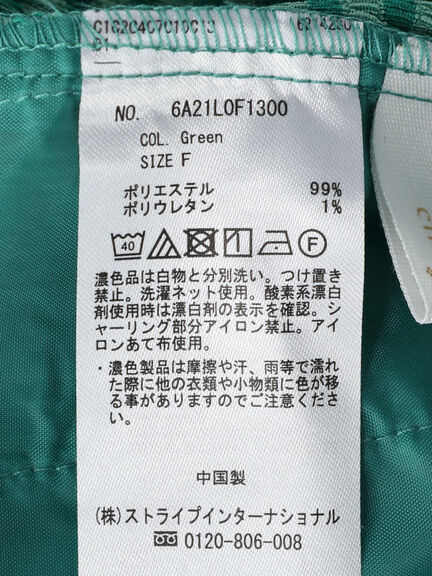 NO. 6A21L0F1300
COL. Green
SIZE F
ポリエステル 99%
ポリウレタン 1%
40 F
濃色品は白物と分別洗い。つけ置き
禁止。洗濯ネット使用。酸素系漂白
剤使用時は漂白剤の表示を確認。シ
ャーリング部分アイロン禁止。アイ
ロンあて布使用。
・濃色製品は摩擦や汗、雨等で濡れ
た際に他の衣類や小物類に色が移
る事がありますのでご注意くださ
い。
中国製
(株)ストライプインターナショナル
0120-806-008